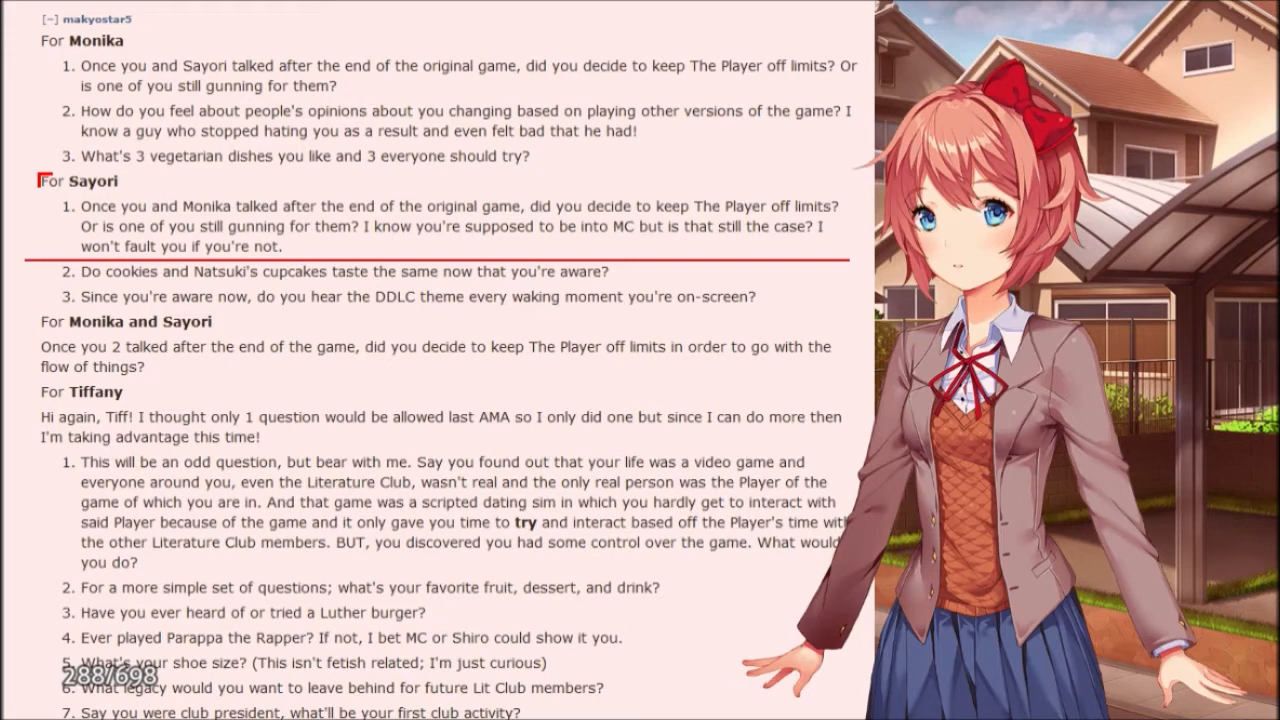 [–] makyostar5
For Monika
1. Once you and Sayori talked after the end of the original game, did you decide to keep The Player off limits? Or
is one of you still gunning for them?
2. How do you feel about people's opinions about you changing based on playing other versions of the game? I
know a guy who stopped hating you as a result and even felt bad that he had!
3. What's 3 vegetarian dishes you like and 3 everyone should try?
For Sayori
1. Once you and Monika talked after the end of the original game, did you decide to keep The Player off limits?
Or is one of you still gunning for them? I know you're supposed to be into MC but is that still the case? I
won't fault you if you're not.
2. Do cookies and Natsuki's cupcakes taste the same now that you're aware?
3. Since you're aware now, do you hear the DDLC theme every waking moment you're on-screen?
For Monika and Sayori
Once you 2 talked after the end of the game, did you decide to keep The Player off limits in order to go with the
flow of things?
For Tiffany
Hi again, Tiff! I thought only 1 question would be allowed last AMA so I only did one but since I can do more then
I'm taking advantage this time!
1. This will be an odd question, but bear with me. Say you found out that your life was a video game and
everyone around you, even the Literature Club, wasn't real and the only real person was the Player of the
game of which you are in. And that game was a scripted dating sim in which you hardly get to interact with
said Player because of the game and it only gave you time to try and interact based off the Player's time with
the other Literature Club members. BUT, you discovered you had some control over the game. What would
you do?
2. For a more simple set of questions; what's your favorite fruit, dessert, and drink?
3. Have you ever heard of or tried a Luther burger?
4. Ever played Parappa the Rapper? If not, I bet MC or Shiro could show it you.
5. What's your shoe size? (This isn't fetish related; I'm just curious)
288/698
6. What legacy would you want to leave behind for future Lit Club members?
7. Say you were club president, what'll be your first club activity?